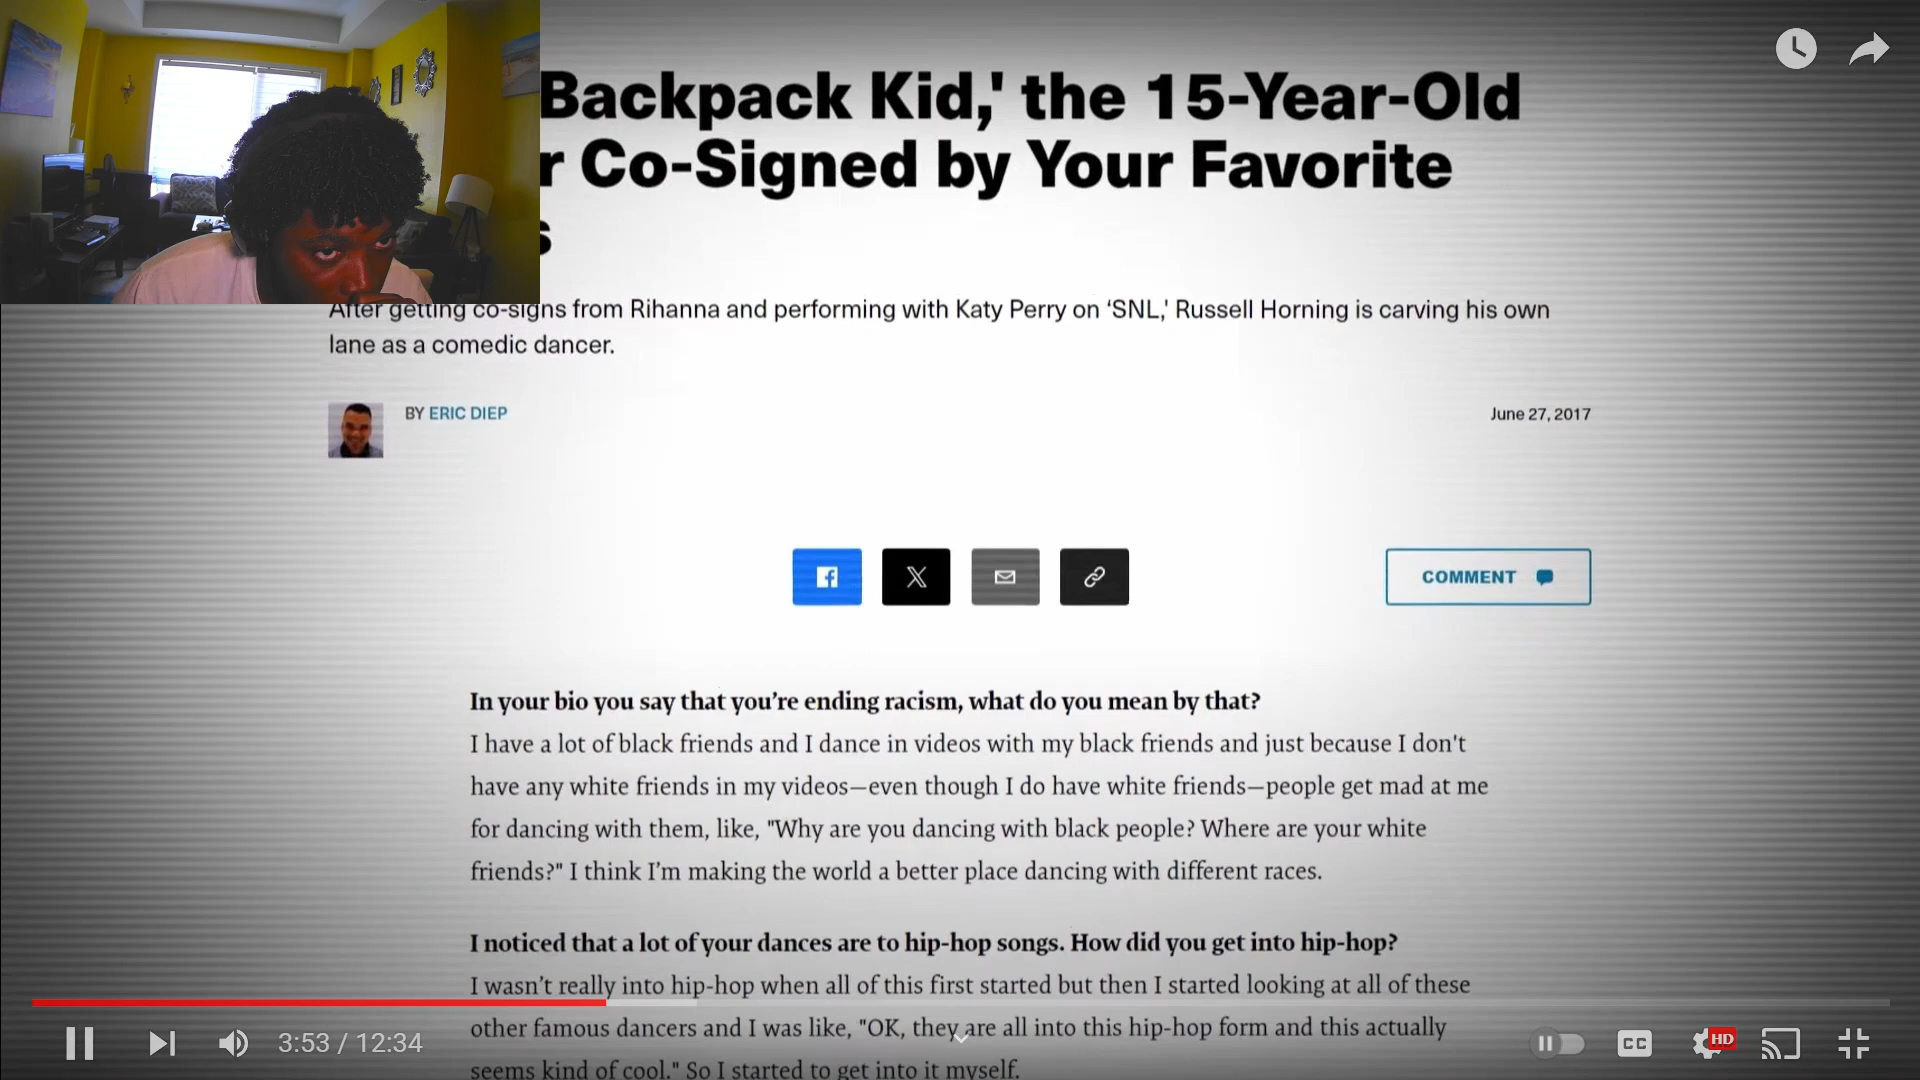 Backpack Kid,' the 15-Year-Old
r Co-Signed by Your Favorite
s
After getting co-signs from Rihanna and performing with Katy Perry on ‘SNL,’ Russell Horning is carving his own
lane as a comedic dancer.
BY ERIC DIEP
June 27, 2017
COMMENT
In your bio you say that you’re ending racism, what do you mean by that?
I have a lot of black friends and I dance in videos with my black friends and just because I don't
have any white friends in my videos—even though I do have white friends—people get mad at me
for dancing with them, like, "Why are you dancing with black people? Where are your white
friends?" I think I’m making the world a better place dancing with different races.
I noticed that a lot of your dances are to hip-hop songs. How did you get into hip-hop?
I wasn’t really into hip-hop when all of this first started but then I started looking at all of these
other famous dancers and I was like, "OK, they are all into this hip-hop form and this actually
seems kind of cool." So I started to get into it myself.
3:53 / 12:34
CC
HD